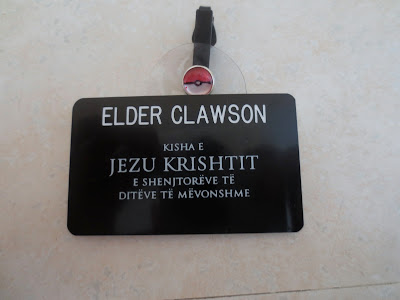 ELDER CLAWSON
KISHA E
JEZU KRISHTIT
E SHENJTORËVE TË
DITËVE TË MËVONSHME